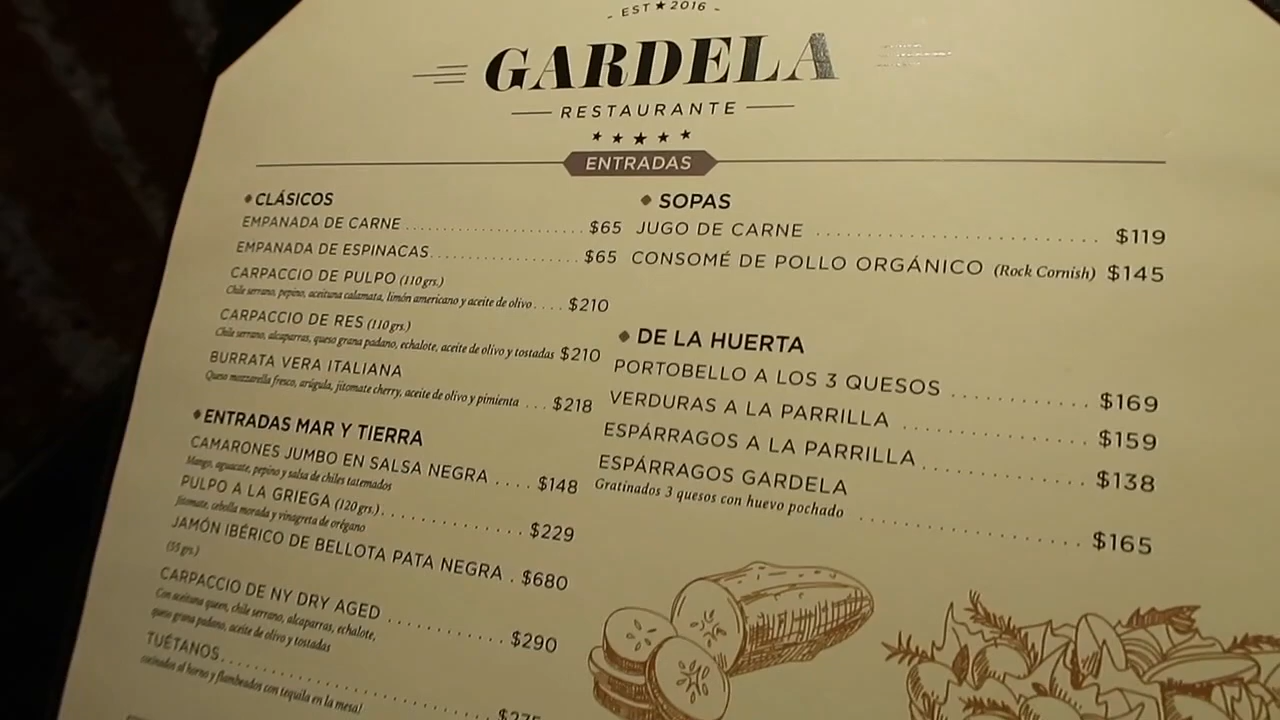 - EST ★ 2016 -
GARDELA
RESTAURANTE
ENTRADAS
CLÁSICOS
EMPANADA DE CARNE $65
EMPANADA DE ESPINACAS $65
CARPACCIO DE PULPO (110 grs.)
Chile serrano, pepino, aceituna calamata, limón americano y aceite de olivo $210
CARPACCIO DE RES (110 grs.)
Chile serrano, alcaparras, queso grana padano, echalote, aceite de olivo y tostadas $210
BURRATA VERA ITALIANA
Queso mozzarella fresco, arúgula, jitomate cherry, aceite de olivo y pimienta $218
ENTRADAS MAR Y TIERRA
CAMARONES JUMBO EN SALSA NEGRA $148
Mango, aguacate, pepino y salsa de chiles tatemados
PULPO A LA GRIEGA (120 grs.) $229
Jitomate, cebolla morada y vinagreta de orégano
JAMÓN IBÉRICO DE BELLOTA PATA NEGRA $680
(55 grs.)
CARPACCIO DE NY DRY AGED $290
Con aceituna queen, chile serrano, alcaparras, echalote,
queso grana padano, aceite de olivo y tostadas
TUÉTANOS $275
cocinados al horno y flambeados con tequila en la mesa!
SOPAS
JUGO DE CARNE $119
CONSOMÉ DE POLLO ORGÁNICO (Rock Cornish) $145
DE LA HUERTA
PORTOBELLO A LOS 3 QUESOS $169
VERDURAS A LA PARRILLA $159
ESPÁRRAGOS A LA PARRILLA $138
ESPÁRRAGOS GARDELA
Gratinados 3 quesos con huevo pochado $165